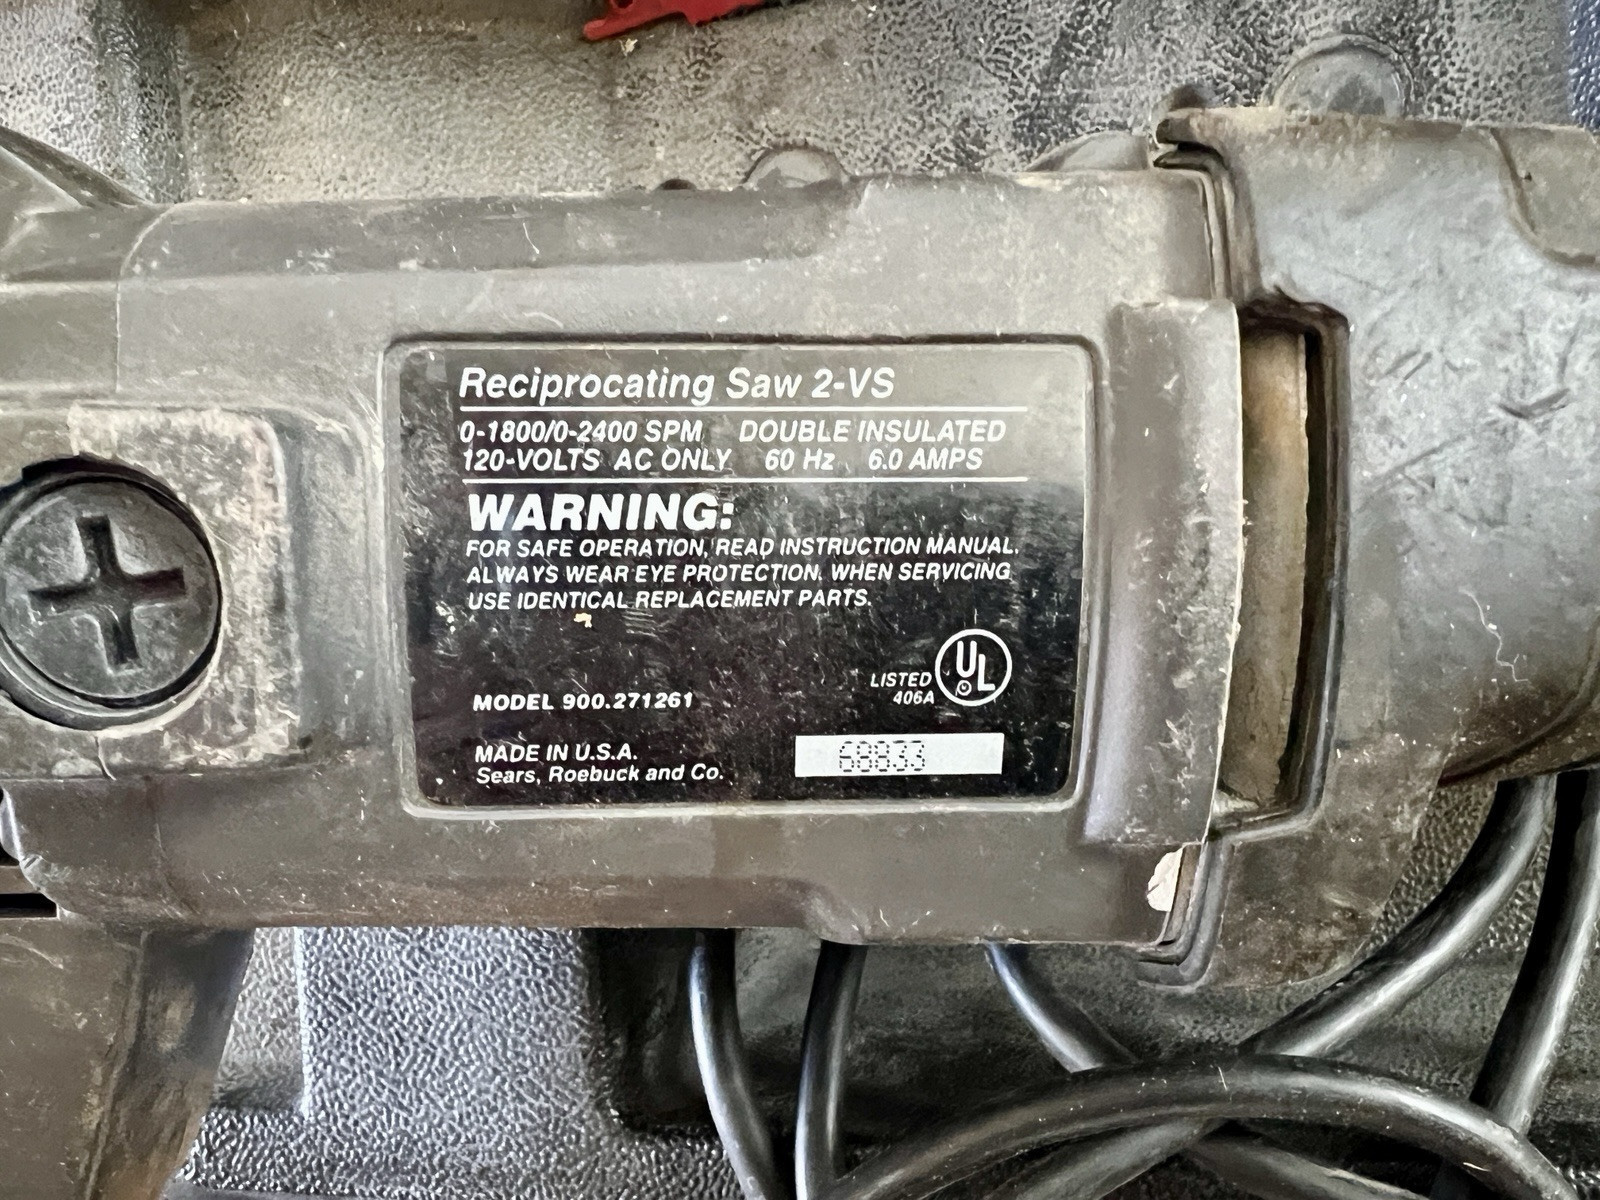 Reciprocating Saw 2-VS
0-1800/0-2400 SPM DOUBLE INSULATED
120-VOLTS AC ONLY 60 Hz 6.0 AMPS
WARNING:
FOR SAFE OPERATION, READ INSTRUCTION MANUAL.
ALWAYS WEAR EYE PROTECTION. WHEN SERVICING
USE IDENTICAL REPLACEMENT PARTS.
LISTED
406A
UL
MODEL 900.271261
MADE IN U.S.A.
Sears, Roebuck and Co.
68833